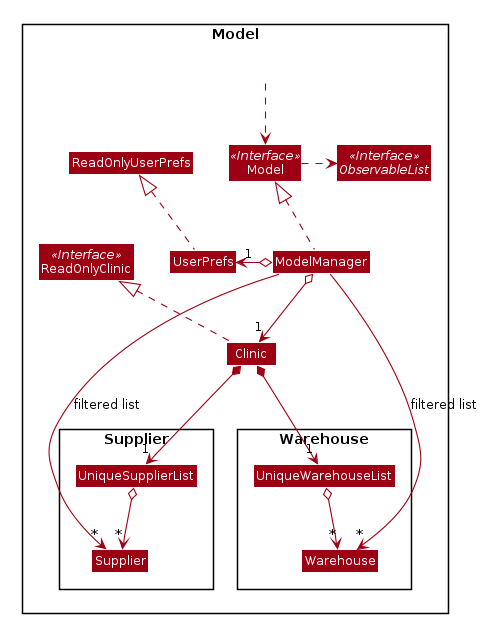 Model
ReadOnlyUserPrefs
«Interface»
Model
«Interface»
ObservableList
«Interface»
ReadOnlyClinic
UserPrefs
1
ModelManager
1
Clinic
filtered list
filtered list
Supplier
Warehouse
1
1
UniqueSupplierList
UniqueWarehouseList
*
*
*
*
Supplier
Warehouse